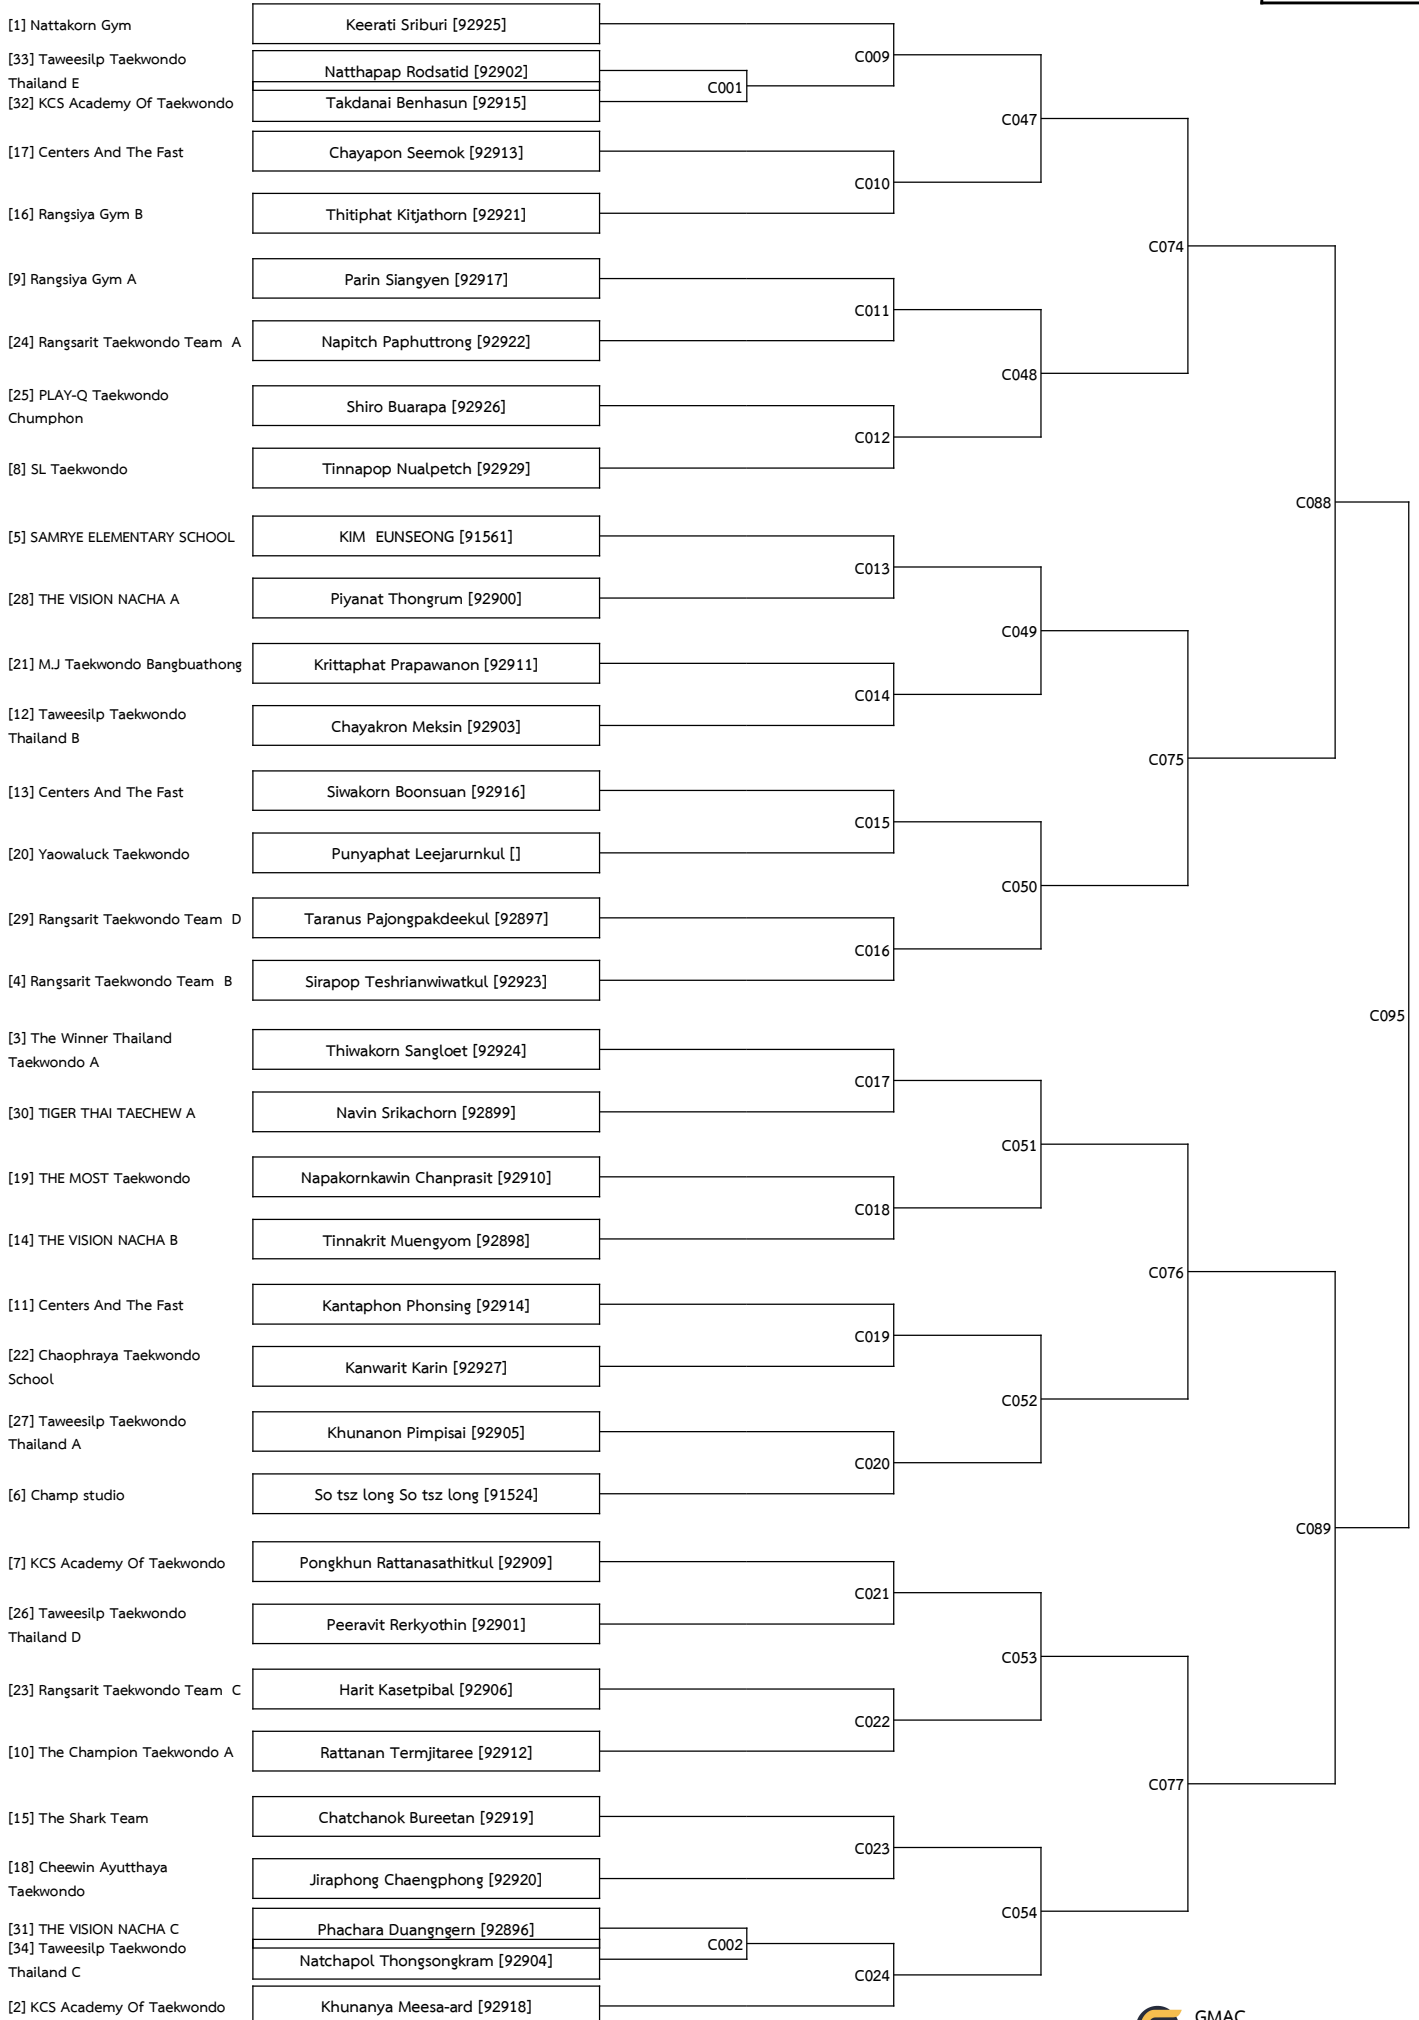 [1] Nattakorn Gym
Keerati Sriburi [92925]
C009
[33] Taweesilp Taekwondo
Thailand E
Natthapap Rodsatid [92902]
C001
[32] KCS Academy Of Taekwondo
Takdanai Benhasun [92915]
C047
[17] Centers And The Fast
Chayapon Seemok [92913]
C010
[16] Rangsiya Gym B
Thitiphat Kitjathorn [92921]
C074
[9] Rangsiya Gym A
Parin Siangyen [92917]
C011
[24] Rangsarit Taekwondo Team  A
Napitch Paphuttrong [92922]
C048
[25] PLAY-Q Taekwondo
Chumphon
Shiro Buarapa [92926]
C012
[8] SL Taekwondo
Tinnapop Nualpetch [92929]
C088
[5] SAMRYE ELEMENTARY SCHOOL
KIM  EUNSEONG [91561]
C013
[28] THE VISION NACHA A
Piyanat Thongrum [92900]
C049
[21] M.J Taekwondo Bangbuathong
Krittaphat Prapawanon [92911]
C014
[12] Taweesilp Taekwondo
Thailand B
Chayakron Meksin [92903]
C075
[13] Centers And The Fast
Siwakorn Boonsuan [92916]
C015
[20] Yaowaluck Taekwondo
Punyaphat Leejarurnkul []
C050
[29] Rangsarit Taekwondo Team  D
Taranus Pajongpakdeekul [92897]
C016
[4] Rangsarit Taekwondo Team  B
Sirapop Teshrianwiwatkul [92923]
C095
[3] The Winner Thailand
Taekwondo A
Thiwakorn Sangloet [92924]
C017
[30] TIGER THAI TAECHEW A
Navin Srikachorn [92899]
C051
[19] THE MOST Taekwondo
Napakornkawin Chanprasit [92910]
C018
[14] THE VISION NACHA B
Tinnakrit Muengyom [92898]
C076
[11] Centers And The Fast
Kantaphon Phonsing [92914]
C019
[22] Chaophraya Taekwondo
School
Kanwarit Karin [92927]
C052
[27] Taweesilp Taekwondo
Thailand A
Khunanon Pimpisai [92905]
C020
[6] Champ studio
So tsz long So tsz long [91524]
C089
[7] KCS Academy Of Taekwondo
Pongkhun Rattanasathitkul [92909]
C021
[26] Taweesilp Taekwondo
Thailand D
Peeravit Rerkyothin [92901]
C053
[23] Rangsarit Taekwondo Team  C
Harit Kasetpibal [92906]
C022
[10] The Champion Taekwondo A
Rattanan Termjitaree [92912]
C077
[15] The Shark Team
Chatchanok Bureetan [92919]
C023
[18] Cheewin Ayutthaya
Taekwondo
Jiraphong Chaengphong [92920]
C054
[31] THE VISION NACHA C
Phachara Duangngern [92896]
C002
[34] Taweesilp Taekwondo
Thailand C
Natchapol Thongsongkram [92904]
C024
[2] KCS Academy Of Taekwondo
Khunanya Meesa-ard [92918]
GMAC